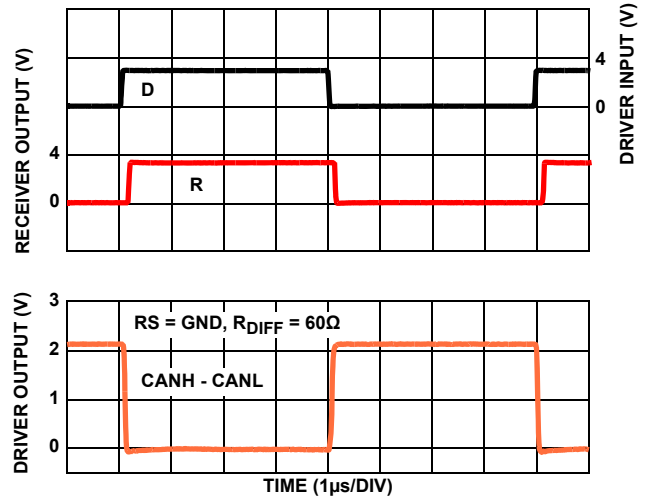 RECEIVER OUTPUT (V)
4
0
D
R
4
0
DRIVER INPUT (V)
DRIVER OUTPUT (V)
3
2
1
0
RS = GND, RDIFF = 60Ω
CANH - CANL
TIME (1µs/DIV)